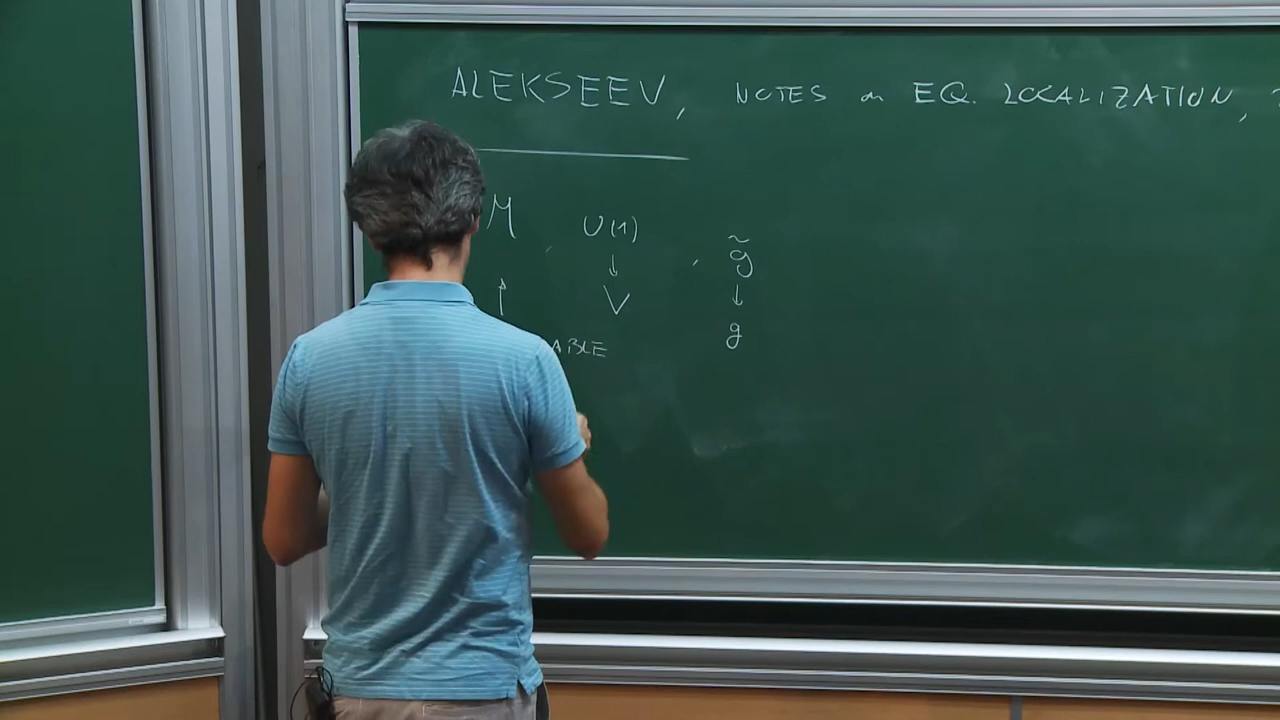 ALEKSEEV, NOTES on EQ. LOCALIZATION,
M , U(1) , g̃
↑ ↓ ↓
V g
ABLE